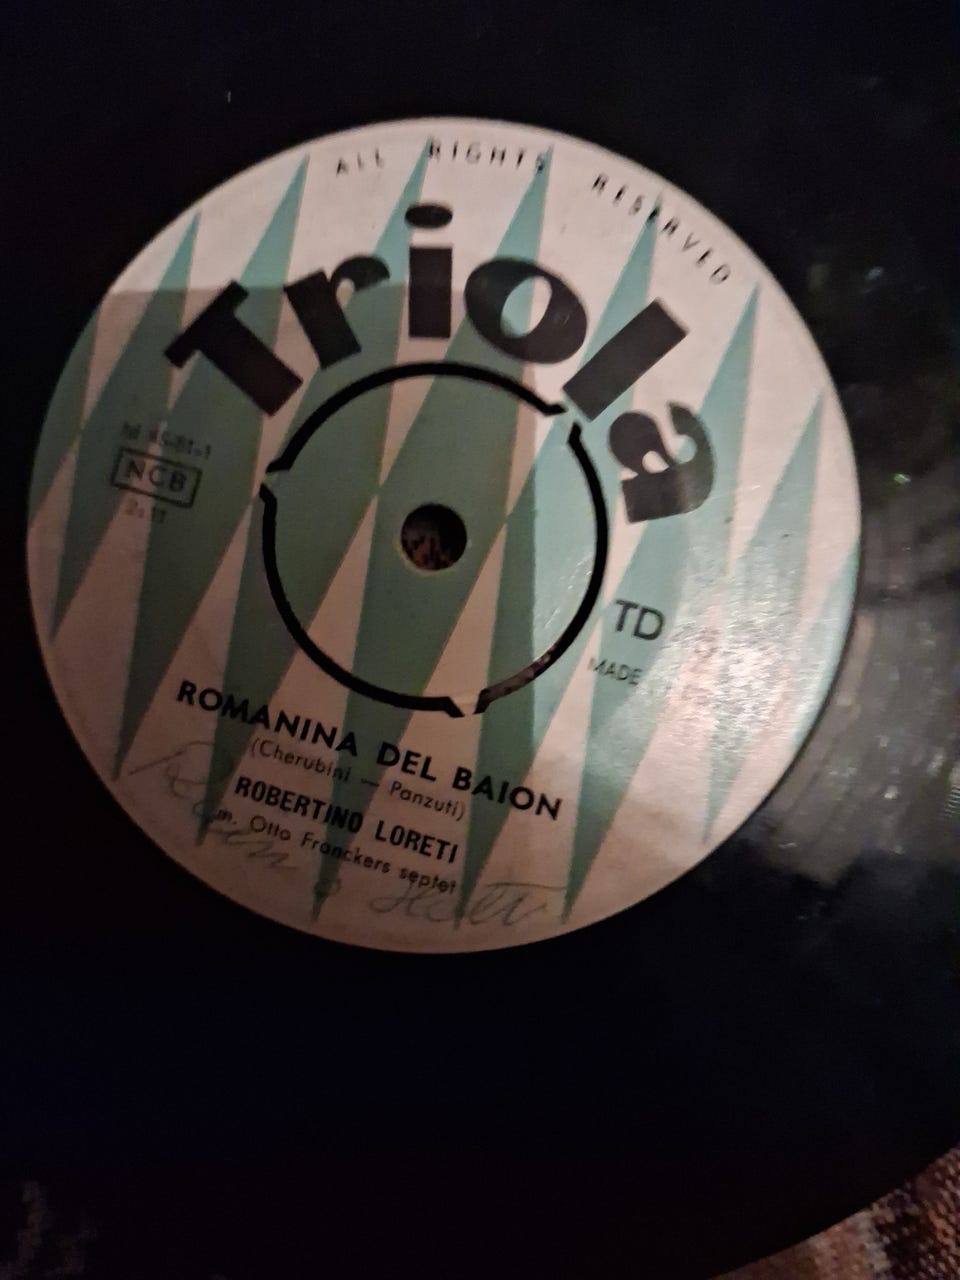 ALL RIGHTS RESERVED
Triola
NCB
TD
MADE
ROMANINA DEL BAION
(Cherubini — Panzuti)
ROBERTINO LORETI
m. Otto Franckers septet